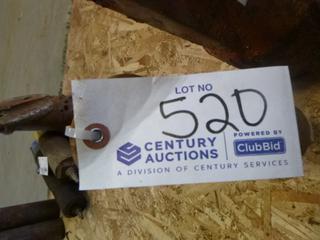 LOT NO
520
CENTURY AUCTIONS
POWERED BY
ClubBid
A DIVISION OF CENTURY SERVICES